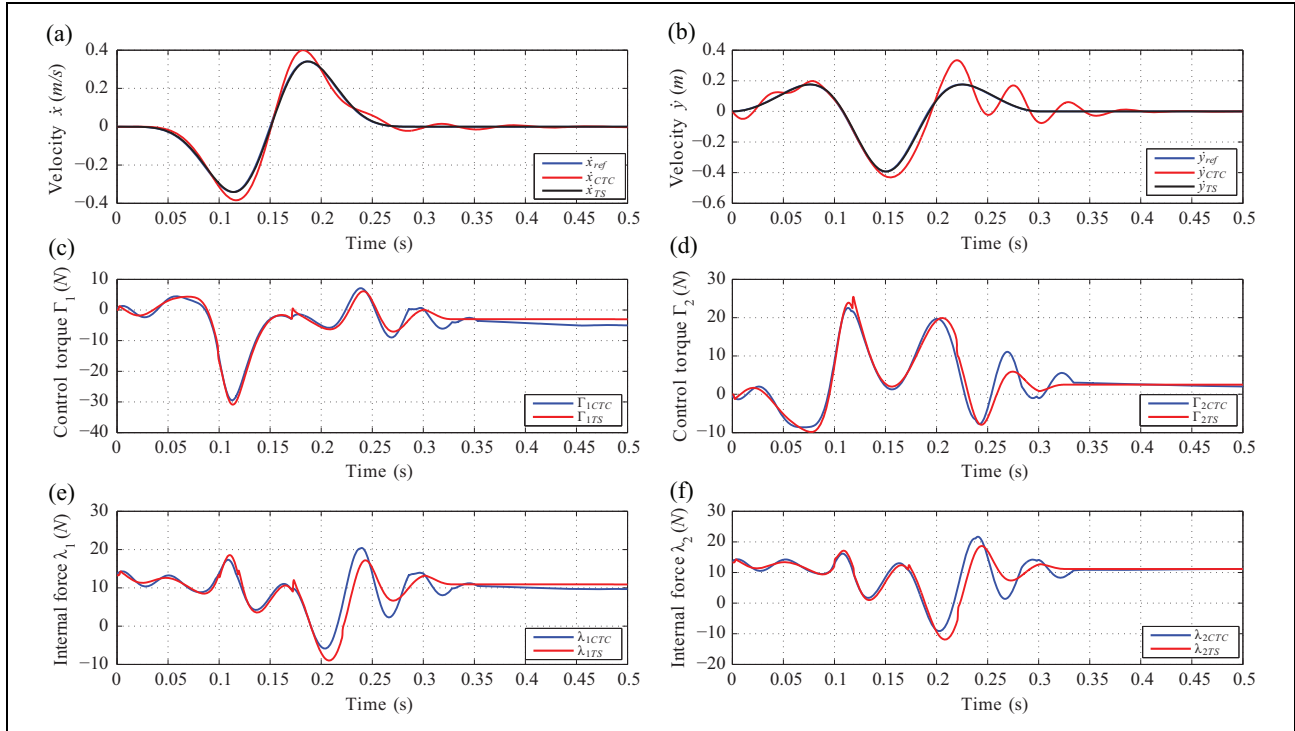 (a)
Velocity ẋ (m/s)
0.4
0.2
0
−0.2
−0.4
0 0.05 0.1 0.15 0.2 0.25 0.3 0.35 0.4 0.45 0.5
Time (s)
ẋref
ẋCTC
ẋTS
(b)
Velocity ẏ (m)
0.4
0.2
0
−0.2
−0.4
−0.6
0 0.05 0.1 0.15 0.2 0.25 0.3 0.35 0.4 0.45 0.5
Time (s)
ẏref
ẏCTC
ẏTS
(c)
Control torque Γ1 (N)
10
0
−10
−20
−30
−40
0 0.05 0.1 0.15 0.2 0.25 0.3 0.35 0.4 0.45 0.5
Time (s)
Γ1CTC
Γ1TS
(d)
Control torque Γ2 (N)
30
20
10
0
−10
0 0.05 0.1 0.15 0.2 0.25 0.3 0.35 0.4 0.45 0.5
Time (s)
Γ2CTC
Γ2TS
(e)
Internal force λ1 (N)
30
20
10
0
−10
0 0.05 0.1 0.15 0.2 0.25 0.3 0.35 0.4 0.45 0.5
Time (s)
λ1CTC
λ1TS
(f)
Internal force λ2 (N)
30
20
10
0
−10
−20
0 0.05 0.1 0.15 0.2 0.25 0.3 0.35 0.4 0.45 0.5
Time (s)
λ2CTC
λ2TS